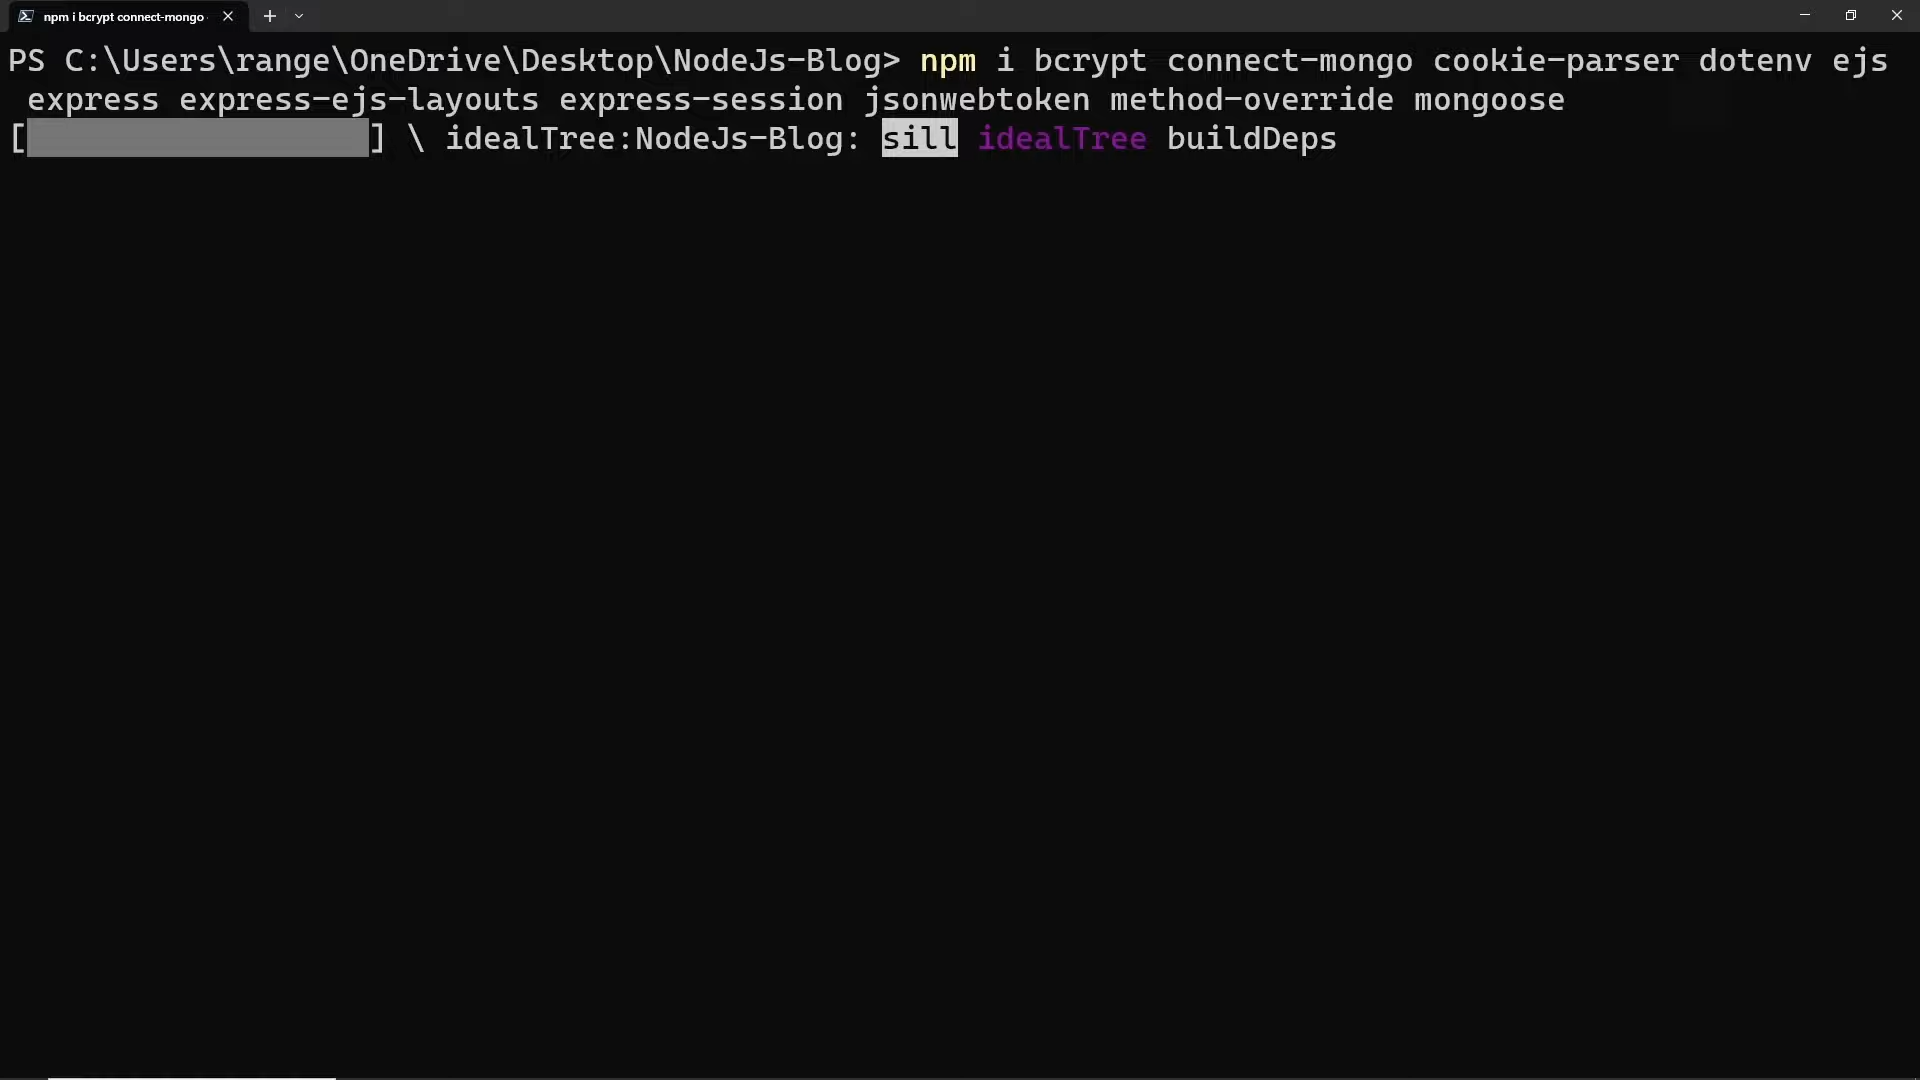 npm i bcrypt connect-mongo
PS C:\Users\range\OneDrive\Desktop\NodeJs-Blog> npm i bcrypt connect-mongo cookie-parser dotenv ejs
express express-ejs-layouts express-session jsonwebtoken method-override mongoose
[                  ] \ idealTree:NodeJs-Blog: sill idealTree buildDeps